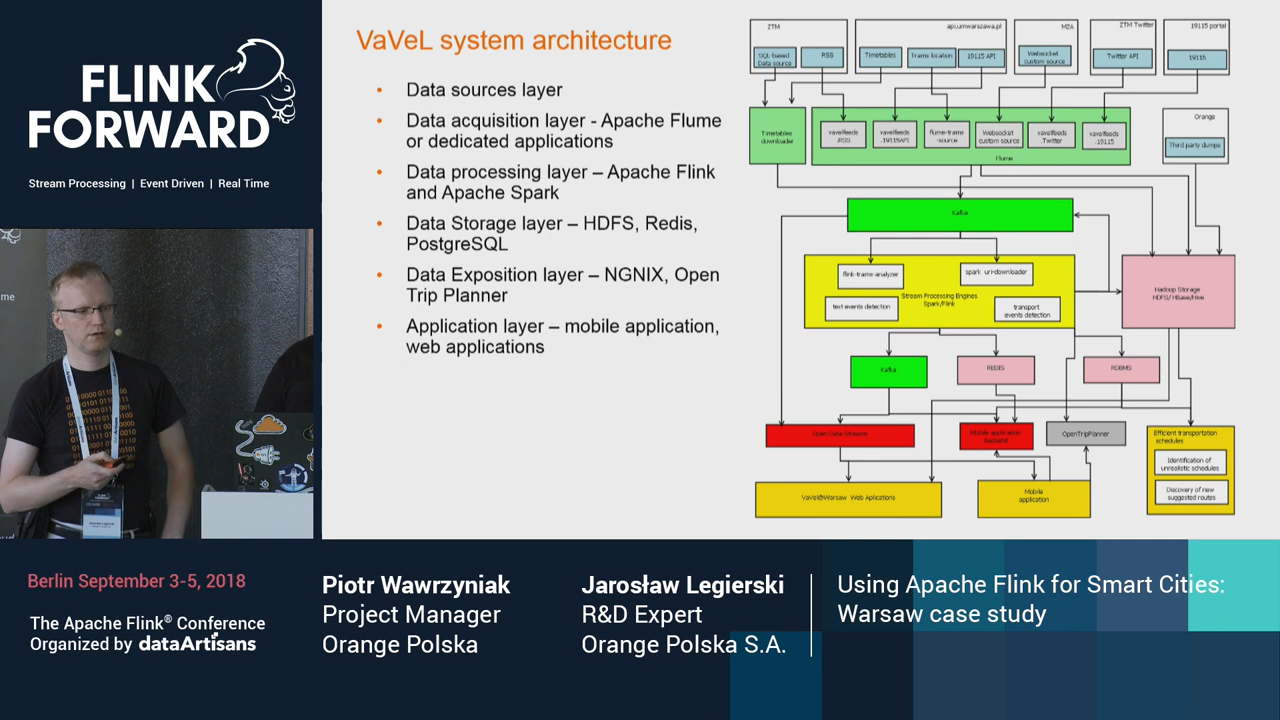 FLINK
FORWARD
Stream Processing | Event Driven | Real Time
VaVeL system architecture
• Data sources layer
• Data acquisition layer - Apache Flume
or dedicated applications
• Data processing layer – Apache Flink
and Apache Spark
• Data Storage layer – HDFS, Redis,
PostgreSQL
• Data Exposition layer – NGNIX, Open
Trip Planner
• Application layer – mobile application,
web applications
ZTM
SQL-based
Data source
RSS
api.umwarszawa.pl
Timetables
Trams location
19115 API
MZA
Websocket
custom source
ZTM Twitter
Twitter API
19115 portal
19115
Timetables
downloader
vavelfeeds
.RSS
vavelfeeds
.19115API
flume-trams
-source
Websocket
custom source
vavelfeeds
.Twitter
vavelfeeds
.19115
Flume
Orange
Third party dumps
Kafka
flink-trams-analyzer
spark url-downloader
Stream Processing Engines
Spark/Flink
text events detection
transport
events detection
Hadoop Storage
HDFS/ HBase/Hive
Kafka
REDIS
RDBMS
Open Data Streams
Mobile application
backend
OpenTripPlanner
Efficient transportation
schedules
Identification of
unrealistic schedules
Discovery of new
suggested routes
VaVel@Warsaw Web Aplications
Mobile
application
Berlin September 3-5, 2018
The Apache Flink® Conference
Organized by dataArtisans
Piotr Wawrzyniak
Project Manager
Orange Polska
Jarosław Legierski
R&D Expert
Orange Polska S.A.
Using Apache Flink for Smart Cities:
Warsaw case study